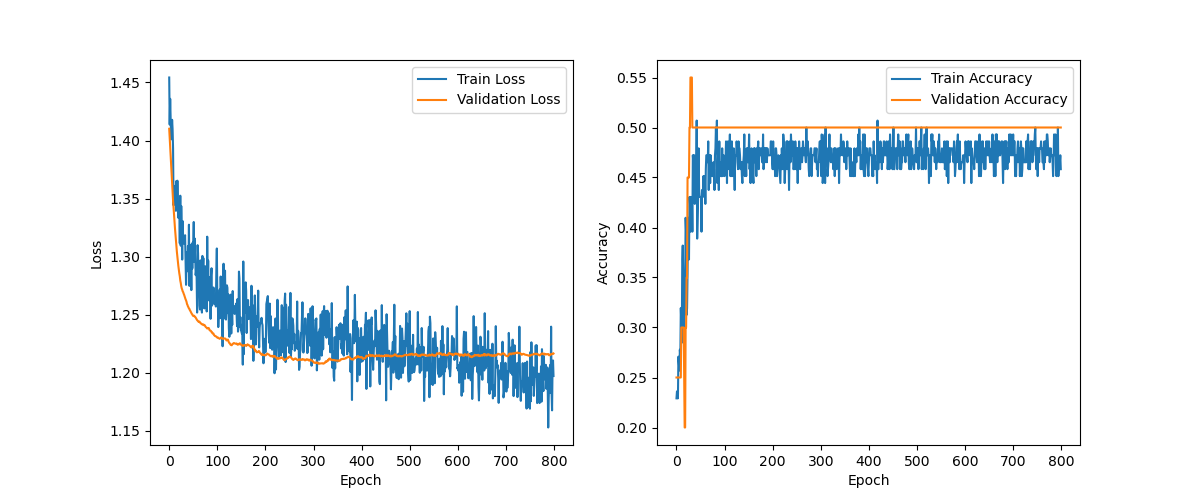 1.45
1.40
1.35
1.30
1.25
1.20
1.15
Loss
0 100 200 300 400 500 600 700 800
Epoch
Train Loss
Validation Loss
0.55
0.50
0.45
0.40
0.35
0.30
0.25
0.20
Accuracy
0 100 200 300 400 500 600 700 800
Epoch
Train Accuracy
Validation Accuracy